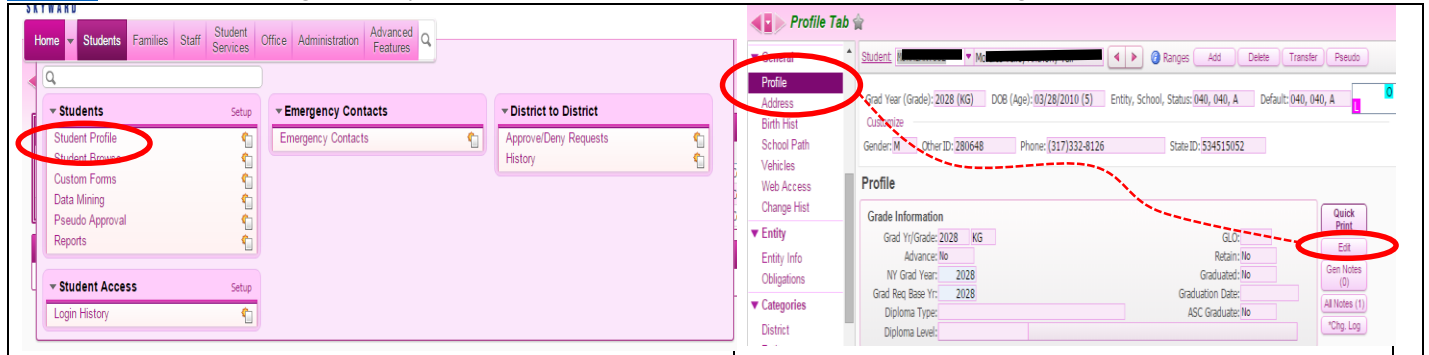 SKYWARD
Home Students Families Staff Student Services Office Administration Advanced Features
Students Setup
Student Profile
Student Browse
Custom Forms
Data Mining
Pseudo Approval
Reports
Student Access Setup
Login History
Emergency Contacts
Emergency Contacts
District to District
Approve/Deny Requests
History
Profile Tab
General
Profile
Address
Birth Hist
School Path
Vehicles
Web Access
Change Hist
Entity
Entity Info
Obligations
Categories
District
Student: Ranges Add Delete Transfer Pseudo
Grad Year (Grade): 2028 (KG) DOB (Age): 03/28/2010 (5) Entity, School, Status: 040, 040, A Default: 040, 040, A
L O
Customize
Gender: M Other ID: 280648 Phone: (317)332-8126 State ID: 534515052
Profile
Grade Information
Grad Yr/Grade: 2028 KG GLO:
Advance: No Retain: No
NY Grad Year: 2028 Graduated: No
Grad Req Base Yr: 2028 Graduation Date:
Diploma Type: ASC Graduate: No
Diploma Level:
Quick Print
Edit
Gen Notes (0)
All Notes (1)
*Chg. Log